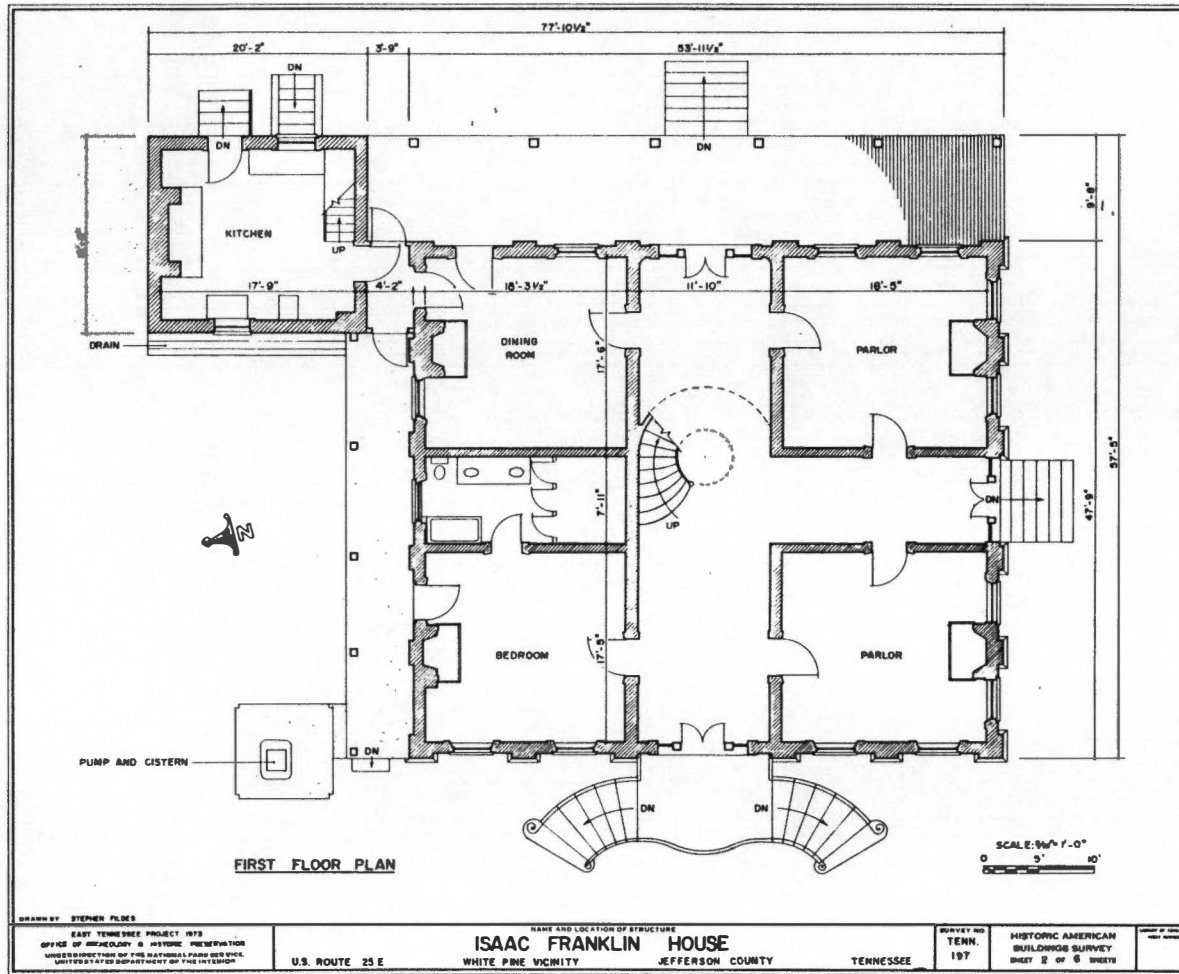 77'-10½"
20'-2"
3'-9"
53'-11½"
DN
DN
DN
9'-8"
KITCHEN
UP
17'-9"
4'-2"
18'-3½"
11'-10"
18'-5"
DRAIN
DINING
ROOM
17'-6"
PARLOR
57'-5"
47'-9"
DN
7'-11"
UP
N
BEDROOM
17'-5"
PARLOR
PUMP AND CISTERN
DN
DN
DN
FIRST FLOOR PLAN
SCALE: 3/16"= 1'-0"
0 5' 10'
DRAWN BY STEPHEN FILDES
EAST TENNESSEE PROJECT 1973
OFFICE OF ARCHEOLOGY & HISTORIC PRESERVATION
UNDER DIRECTION OF THE NATIONAL PARK SERVICE,
UNITED STATES DEPARTMENT OF THE INTERIOR
NAME AND LOCATION OF STRUCTURE
ISAAC FRANKLIN HOUSE
U.S. ROUTE 25 E WHITE PINE VICINITY JEFFERSON COUNTY TENNESSEE
SURVEY NO.
TENN.
197
HISTORIC AMERICAN
BUILDINGS SURVEY
SHEET 2 OF 6 SHEETS